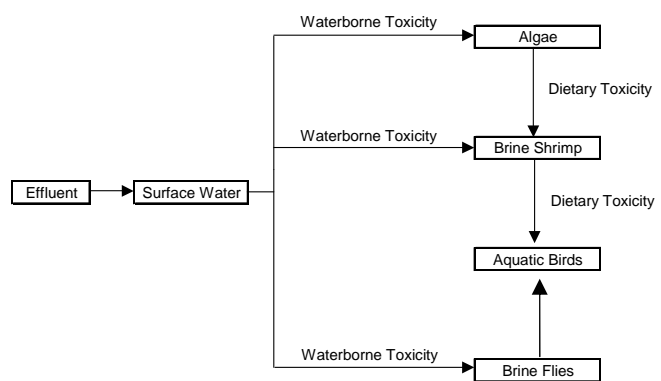 Waterborne Toxicity
Algae
Dietary Toxicity
Waterborne Toxicity
Brine Shrimp
Effluent
Surface Water
Dietary Toxicity
Aquatic Birds
Waterborne Toxicity
Brine Flies